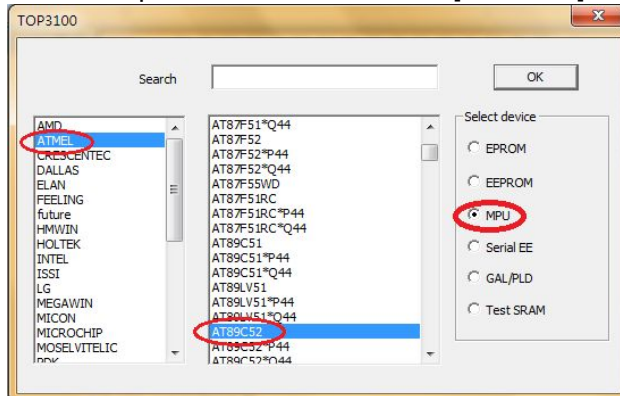 TOP3100
Search
OK
AMD
ATMEL
CRESCENTEC
DALLAS
ELAN
FEELING
future
HMWIN
HOLTEK
INTEL
ISSI
LG
MEGAWIN
MICON
MICROCHIP
MOSELVITELIC
AT87F51*Q44
AT87F52
AT87F52*P44
AT87F52*Q44
AT87F55WD
AT87F51RC
AT87F51RC*P44
AT87F51RC*Q44
AT89C51
AT89C51*P44
AT89C51*Q44
AT89LV51
AT89LV51*P44
AT89LV51*Q44
AT89C52
AT89C52*P44
AT89C52*Q44
Select device
EPROM
EEPROM
MPU
Serial EE
GAL/PLD
Test SRAM